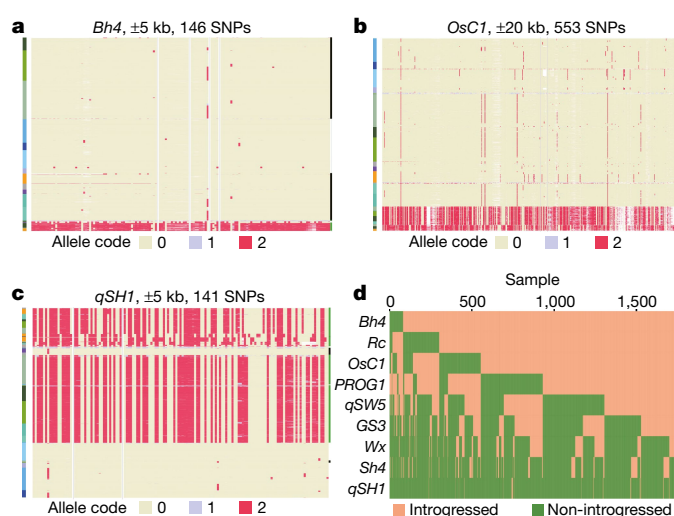 a
Bh4, ±5 kb, 146 SNPs
Allele code 0 1 2
b
OsC1, ±20 kb, 553 SNPs
Allele code 0 1 2
c
qSH1, ±5 kb, 141 SNPs
Allele code 0 1 2
d
Sample
0 500 1,000 1,500
Bh4
Rc
OsC1
PROG1
qSW5
GS3
Wx
Sh4
qSH1
Introgressed Non-introgressed